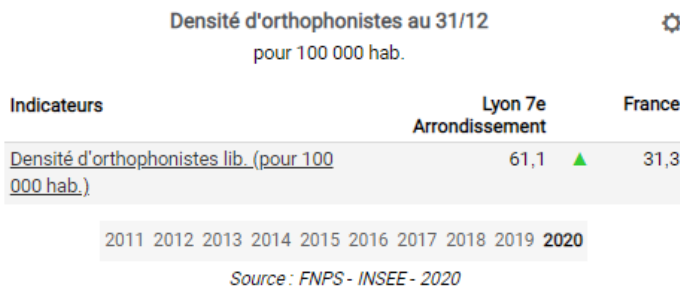 Densité d'orthophonistes au 31/12
pour 100 000 hab.
Indicateurs Lyon 7e Arrondissement France
Densité d'orthophonistes lib. (pour 100 000 hab.) 61,1 ▲ 31,3
2011 2012 2013 2014 2015 2016 2017 2018 2019 2020
Source : FNPS - INSEE - 2020